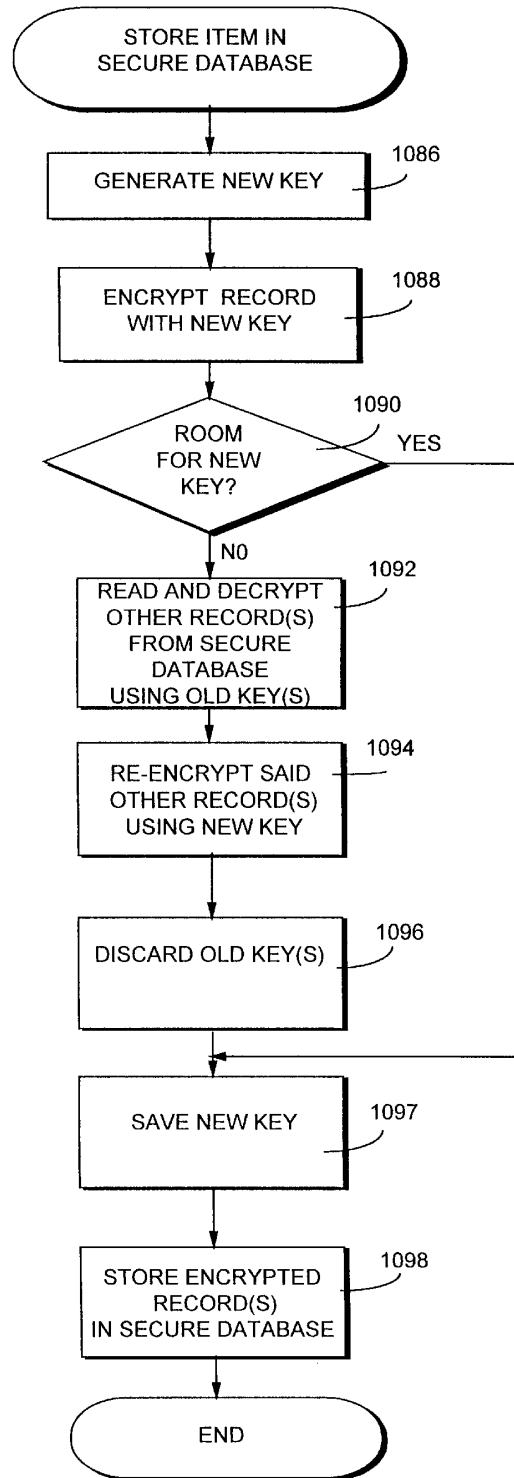 STORE ITEM IN
SECURE DATABASE
1086
GENERATE NEW KEY
1088
ENCRYPT RECORD
WITH NEW KEY
1090
ROOM
FOR NEW
KEY?
YES
NO
1092
READ AND DECRYPT
OTHER RECORD(S)
FROM SECURE
DATABASE
USING OLD KEY(S)
1094
RE-ENCRYPT SAID
OTHER RECORD(S)
USING NEW KEY
1096
DISCARD OLD KEY(S)
SAVE NEW KEY
1097
1098
STORE ENCRYPTED
RECORD(S)
IN SECURE DATABASE
END